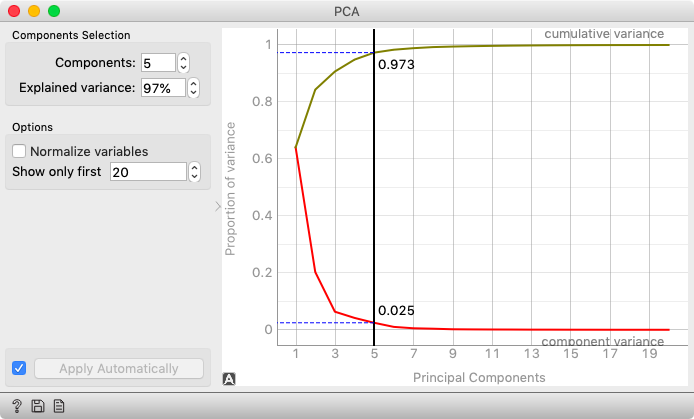 PCA
Components Selection
Components: 5
Explained variance: 97%
Options
Normalize variables
Show only first 20
Apply Automatically
cumulative variance
1
0.973
0.8
0.6
0.4
0.2
0.025
0
component variance
1 3 5 7 9 11 13 15 17 19
Proportion of variance
Principal Components
A
?